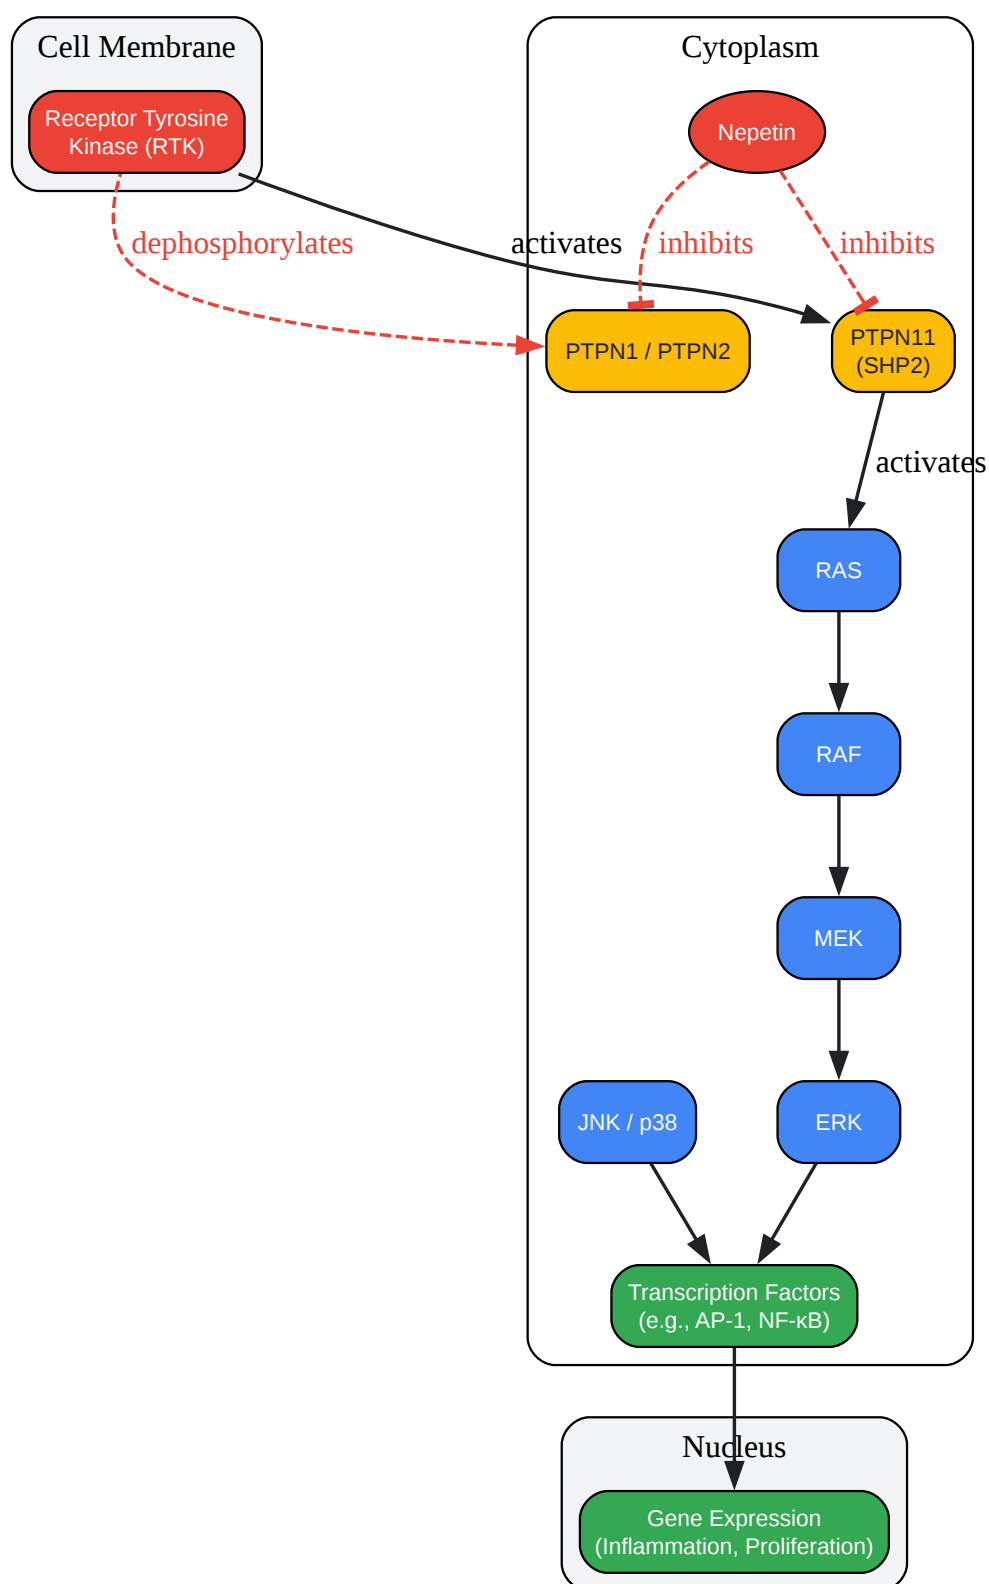 Cell Membrane
Cytoplasm
Receptor Tyrosine
Kinase (RTK)
Nepetin
dephosphorylates
activates
inhibits
inhibits
PTPN1 / PTPN2
PTPN11
(SHP2)
activates
RAS
RAF
MEK
JNK / p38
ERK
Transcription Factors
(e.g., AP-1, NF-κB)
Nucleus
Gene Expression
(Inflammation, Proliferation)